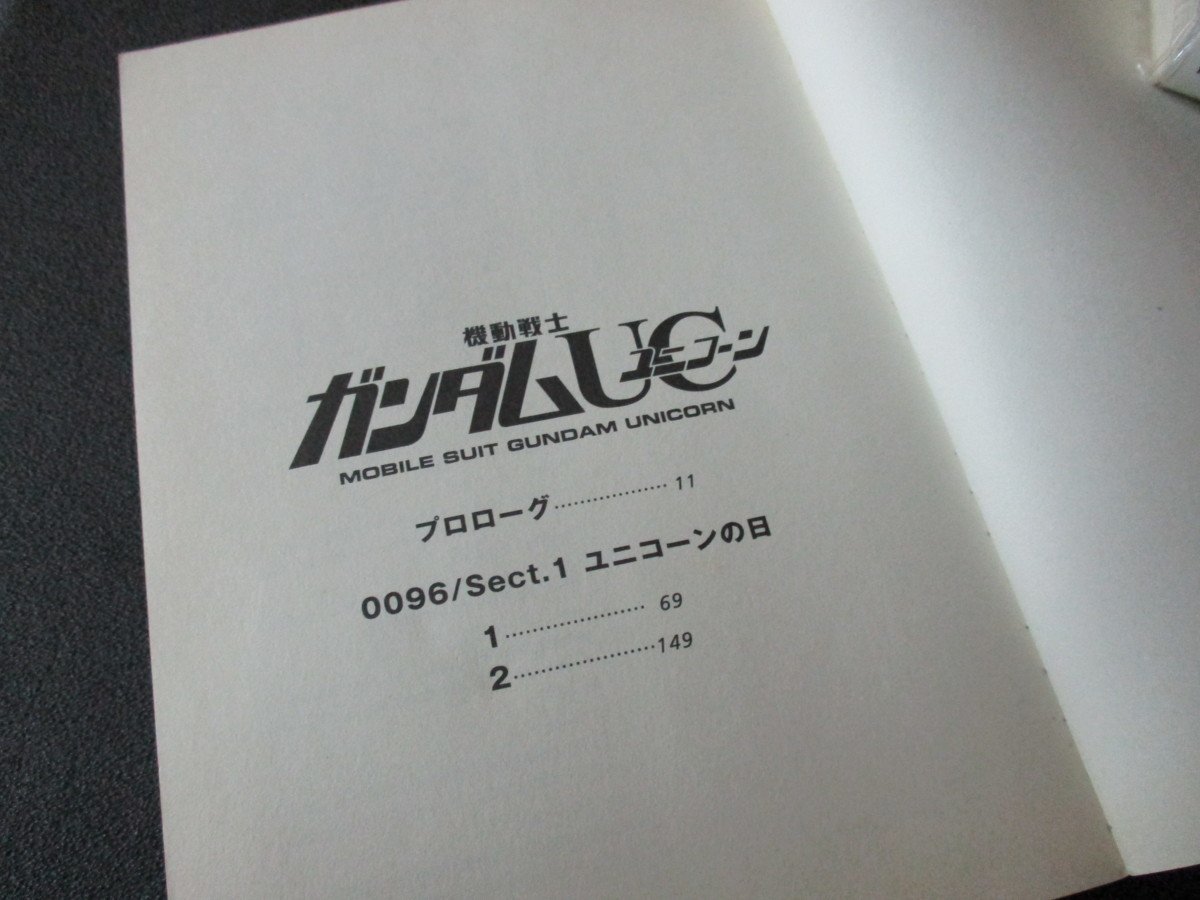 機動戦士
ガンダムUC ユニコーン
MOBILE SUIT GUNDAM UNICORN
プロローグ………………11
0096/Sect.1 ユニコーンの日
1…………………69
2…………………149